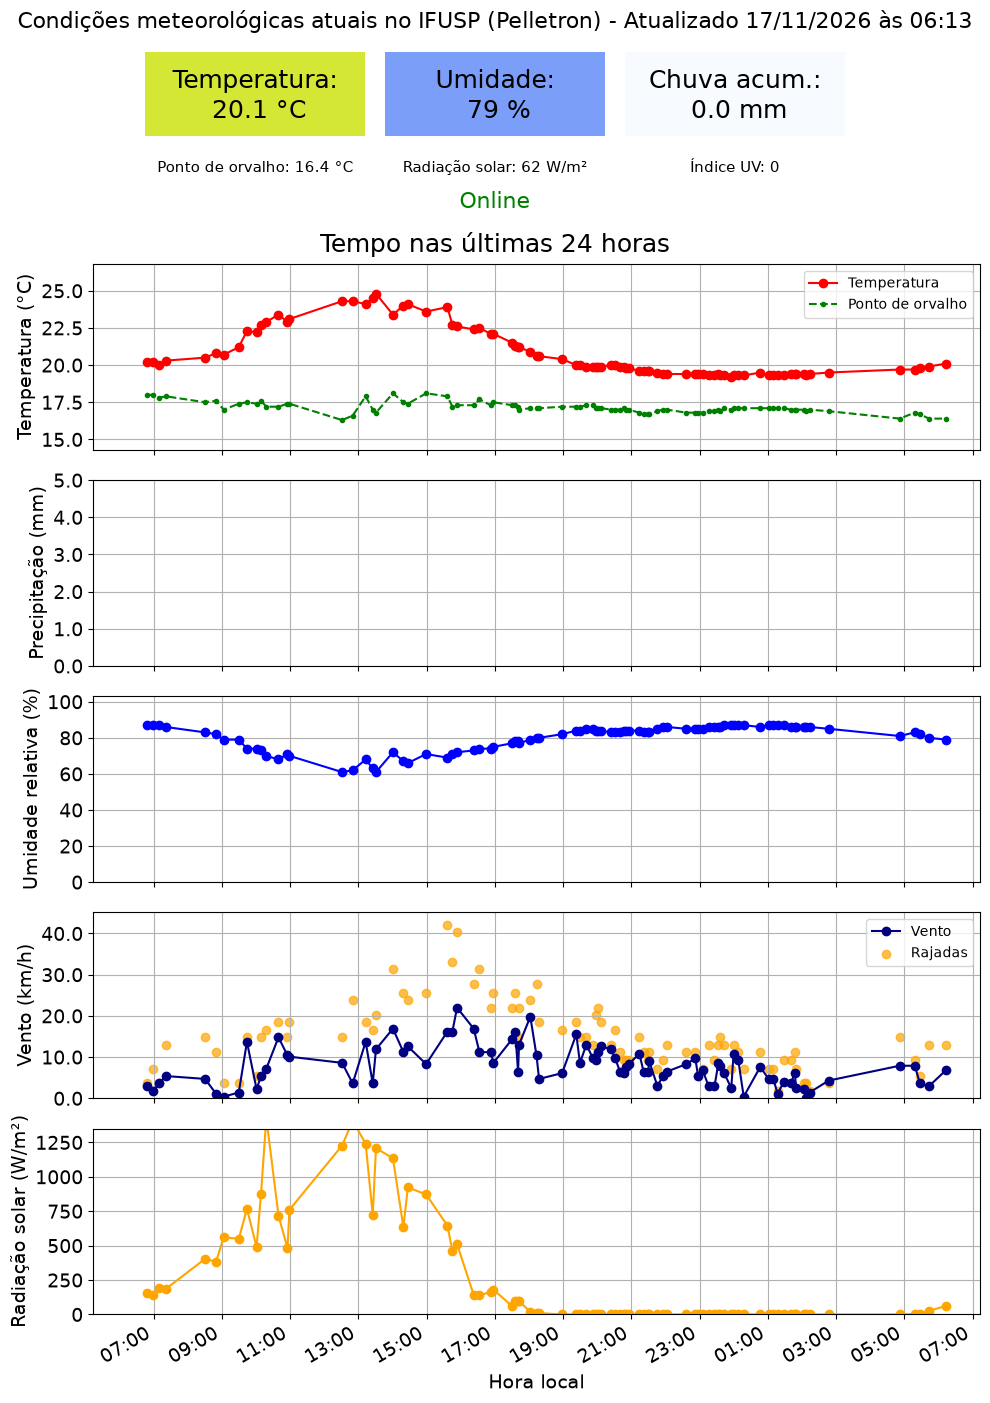 Condições meteorológicas atuais no IFUSP (Pelletron) - Atualizado 17/11/2026 às 06:13
Temperatura:
20.1 °C
Umidade:
79 %
Chuva acum.:
0.0 mm
Ponto de orvalho: 16.4 °C
Radiação solar: 62 W/m²
Índice UV: 0
Online
Tempo nas últimas 24 horas
Temperatura (°C)
25.0
22.5
20.0
17.5
15.0
Temperatura
Ponto de orvalho
Precipitação (mm)
5.0
4.0
3.0
2.0
1.0
0.0
Umidade relativa (%)
100
80
60
40
20
0
Vento (km/h)
40.0
30.0
20.0
10.0
0.0
Vento
Rajadas
Radiação solar (W/m²)
1250
1000
750
500
250
0
07:00
09:00
11:00
13:00
15:00
17:00
19:00
21:00
23:00
01:00
03:00
05:00
07:00
Hora local